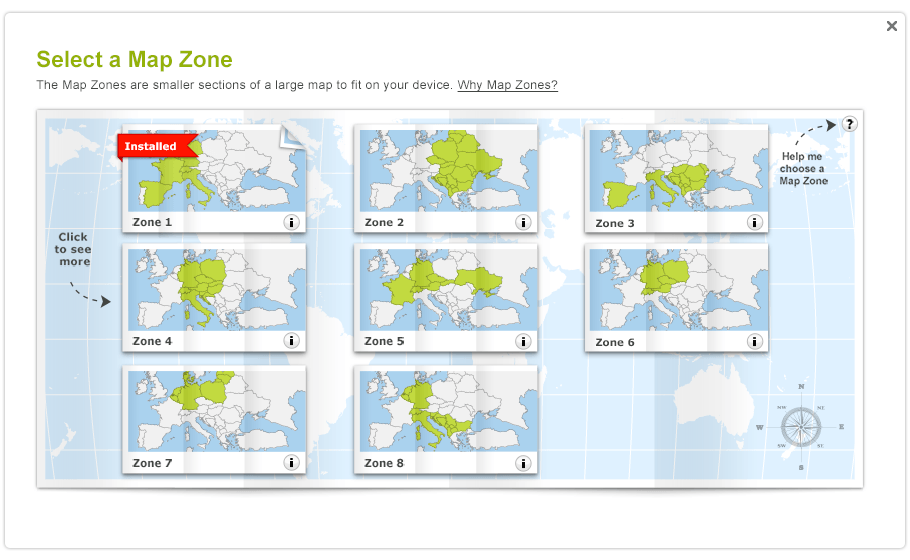 Select a Map Zone
The Map Zones are smaller sections of a large map to fit on your device. Why Map Zones?
Installed
?
Help me
choose a
Map Zone
Zone 1
i
Zone 2
i
Zone 3
i
Click
to see
more
Zone 4
i
Zone 5
i
Zone 6
i
Zone 7
i
Zone 8
i
N
NW
NE
W
E
SW
SE
S